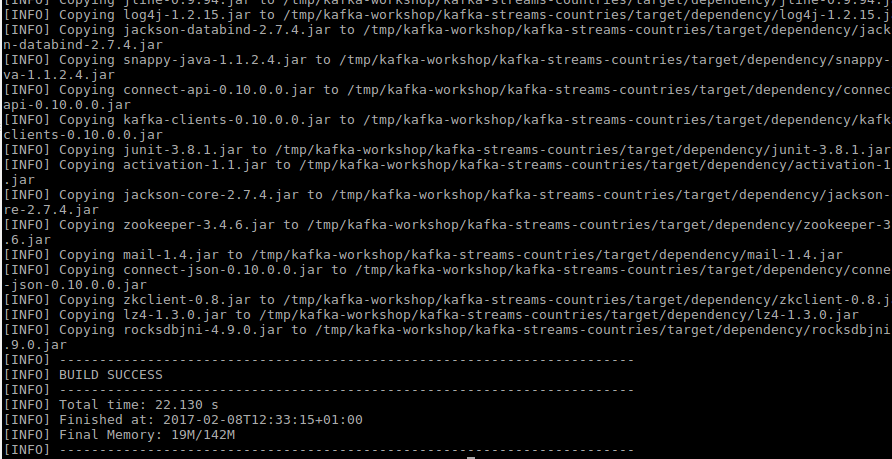 [INFO] Copying jline-0.9.94.jar to /tmp/kafka-workshop/kafka-streams-countries/target/dependency/jline-0.9.94.j
[INFO] Copying log4j-1.2.15.jar to /tmp/kafka-workshop/kafka-streams-countries/target/dependency/log4j-1.2.15.j
[INFO] Copying jackson-databind-2.7.4.jar to /tmp/kafka-workshop/kafka-streams-countries/target/dependency/jack
n-databind-2.7.4.jar
[INFO] Copying snappy-java-1.1.2.4.jar to /tmp/kafka-workshop/kafka-streams-countries/target/dependency/snappy-
va-1.1.2.4.jar
[INFO] Copying connect-api-0.10.0.0.jar to /tmp/kafka-workshop/kafka-streams-countries/target/dependency/connec
api-0.10.0.0.jar
[INFO] Copying kafka-clients-0.10.0.0.jar to /tmp/kafka-workshop/kafka-streams-countries/target/dependency/kafk
clients-0.10.0.0.jar
[INFO] Copying junit-3.8.1.jar to /tmp/kafka-workshop/kafka-streams-countries/target/dependency/junit-3.8.1.jar
[INFO] Copying activation-1.1.jar to /tmp/kafka-workshop/kafka-streams-countries/target/dependency/activation-1
.jar
[INFO] Copying jackson-core-2.7.4.jar to /tmp/kafka-workshop/kafka-streams-countries/target/dependency/jackson-
re-2.7.4.jar
[INFO] Copying zookeeper-3.4.6.jar to /tmp/kafka-workshop/kafka-streams-countries/target/dependency/zookeeper-3
.6.jar
[INFO] Copying mail-1.4.jar to /tmp/kafka-workshop/kafka-streams-countries/target/dependency/mail-1.4.jar
[INFO] Copying connect-json-0.10.0.0.jar to /tmp/kafka-workshop/kafka-streams-countries/target/dependency/conne
-json-0.10.0.0.jar
[INFO] Copying zkclient-0.8.jar to /tmp/kafka-workshop/kafka-streams-countries/target/dependency/zkclient-0.8.j
[INFO] Copying lz4-1.3.0.jar to /tmp/kafka-workshop/kafka-streams-countries/target/dependency/lz4-1.3.0.jar
[INFO] Copying rocksdbjni-4.9.0.jar to /tmp/kafka-workshop/kafka-streams-countries/target/dependency/rocksdbjni
.9.0.jar
[INFO] ------------------------------------------------------------------------
[INFO] BUILD SUCCESS
[INFO] ------------------------------------------------------------------------
[INFO] Total time: 22.130 s
[INFO] Finished at: 2017-02-08T12:33:15+01:00
[INFO] Final Memory: 19M/142M
[INFO] ------------------------------------------------------------------------